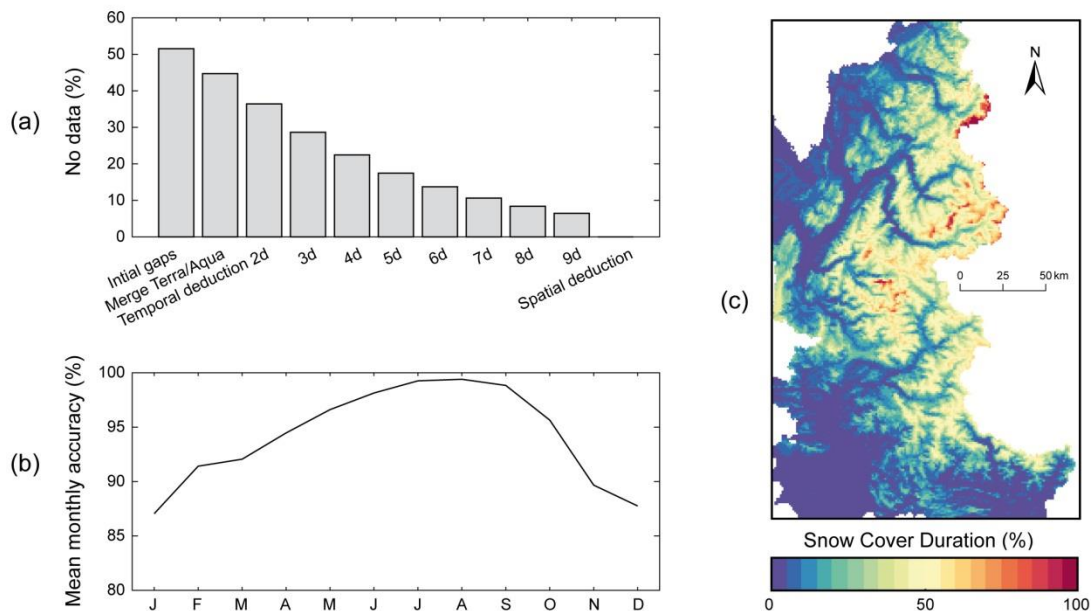 (a)
No data (%)
60
50
40
30
20
10
0
Intial gaps
Merge Terra/Aqua
Temporal deduction 2d
3d
4d
5d
6d
7d
8d
9d
Spatial deduction
(b)
Mean monthly accuracy (%)
100
95
90
85
80
J F M A M J J A S O N D
(c)
N
0 25 50 km
Snow Cover Duration (%)
0 50 100